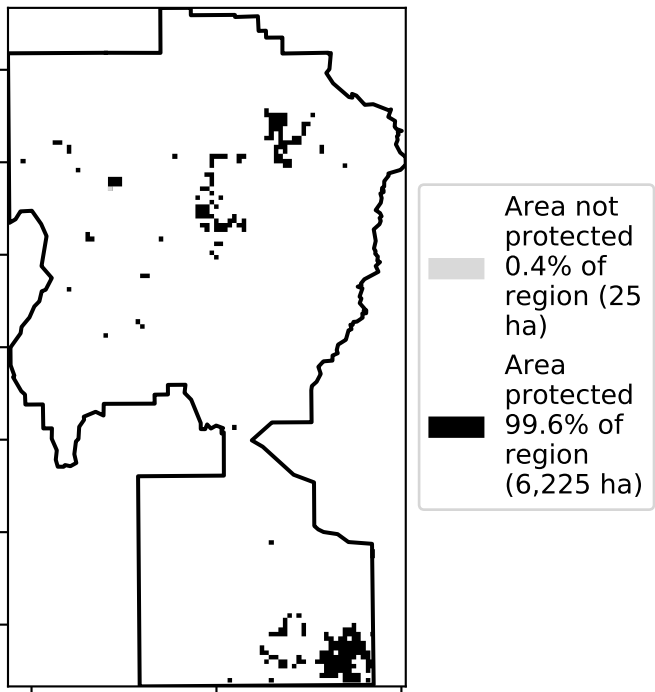 Area not
protected
0.4% of
region (25
ha)
Area
protected
99.6% of
region
(6,225 ha)